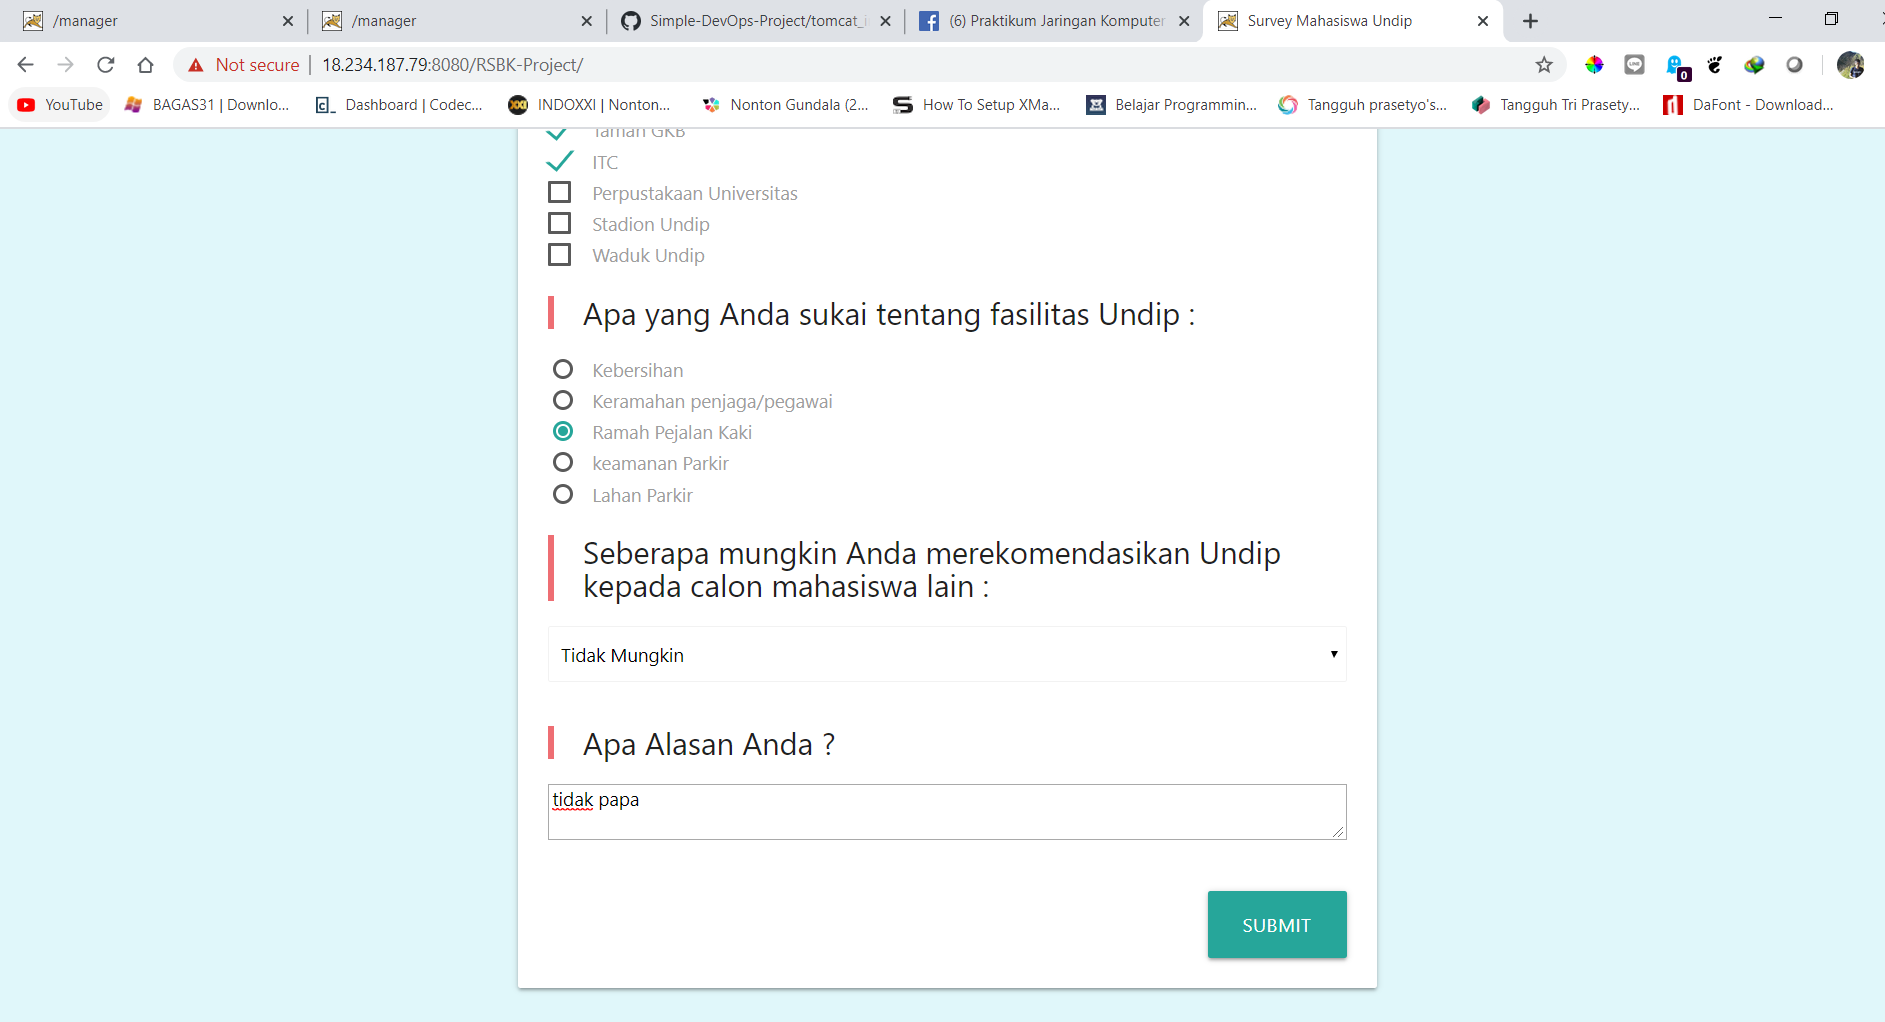 /manager
/manager
Simple-DevOps-Project/tomcat_i
(6) Praktikum Jaringan Komputer
Survey Mahasiswa Undip
Not secure
18.234.187.79:8080/RSBK-Project/
0
YouTube
BAGAS31 | Downlo...
Dashboard | Codec...
INDOXXI | Nonton...
Nonton Gundala (2...
How To Setup XMa...
Belajar Programmin...
Tangguh prasetyo's...
Tangguh Tri Prasety...
DaFont - Download...
Taman GKB
ITC
Perpustakaan Universitas
Stadion Undip
Waduk Undip
Apa yang Anda sukai tentang fasilitas Undip :
Kebersihan
Keramahan penjaga/pegawai
Ramah Pejalan Kaki
keamanan Parkir
Lahan Parkir
Seberapa mungkin Anda merekomendasikan Undip
kepada calon mahasiswa lain :
Tidak Mungkin
Apa Alasan Anda ?
tidak papa
SUBMIT